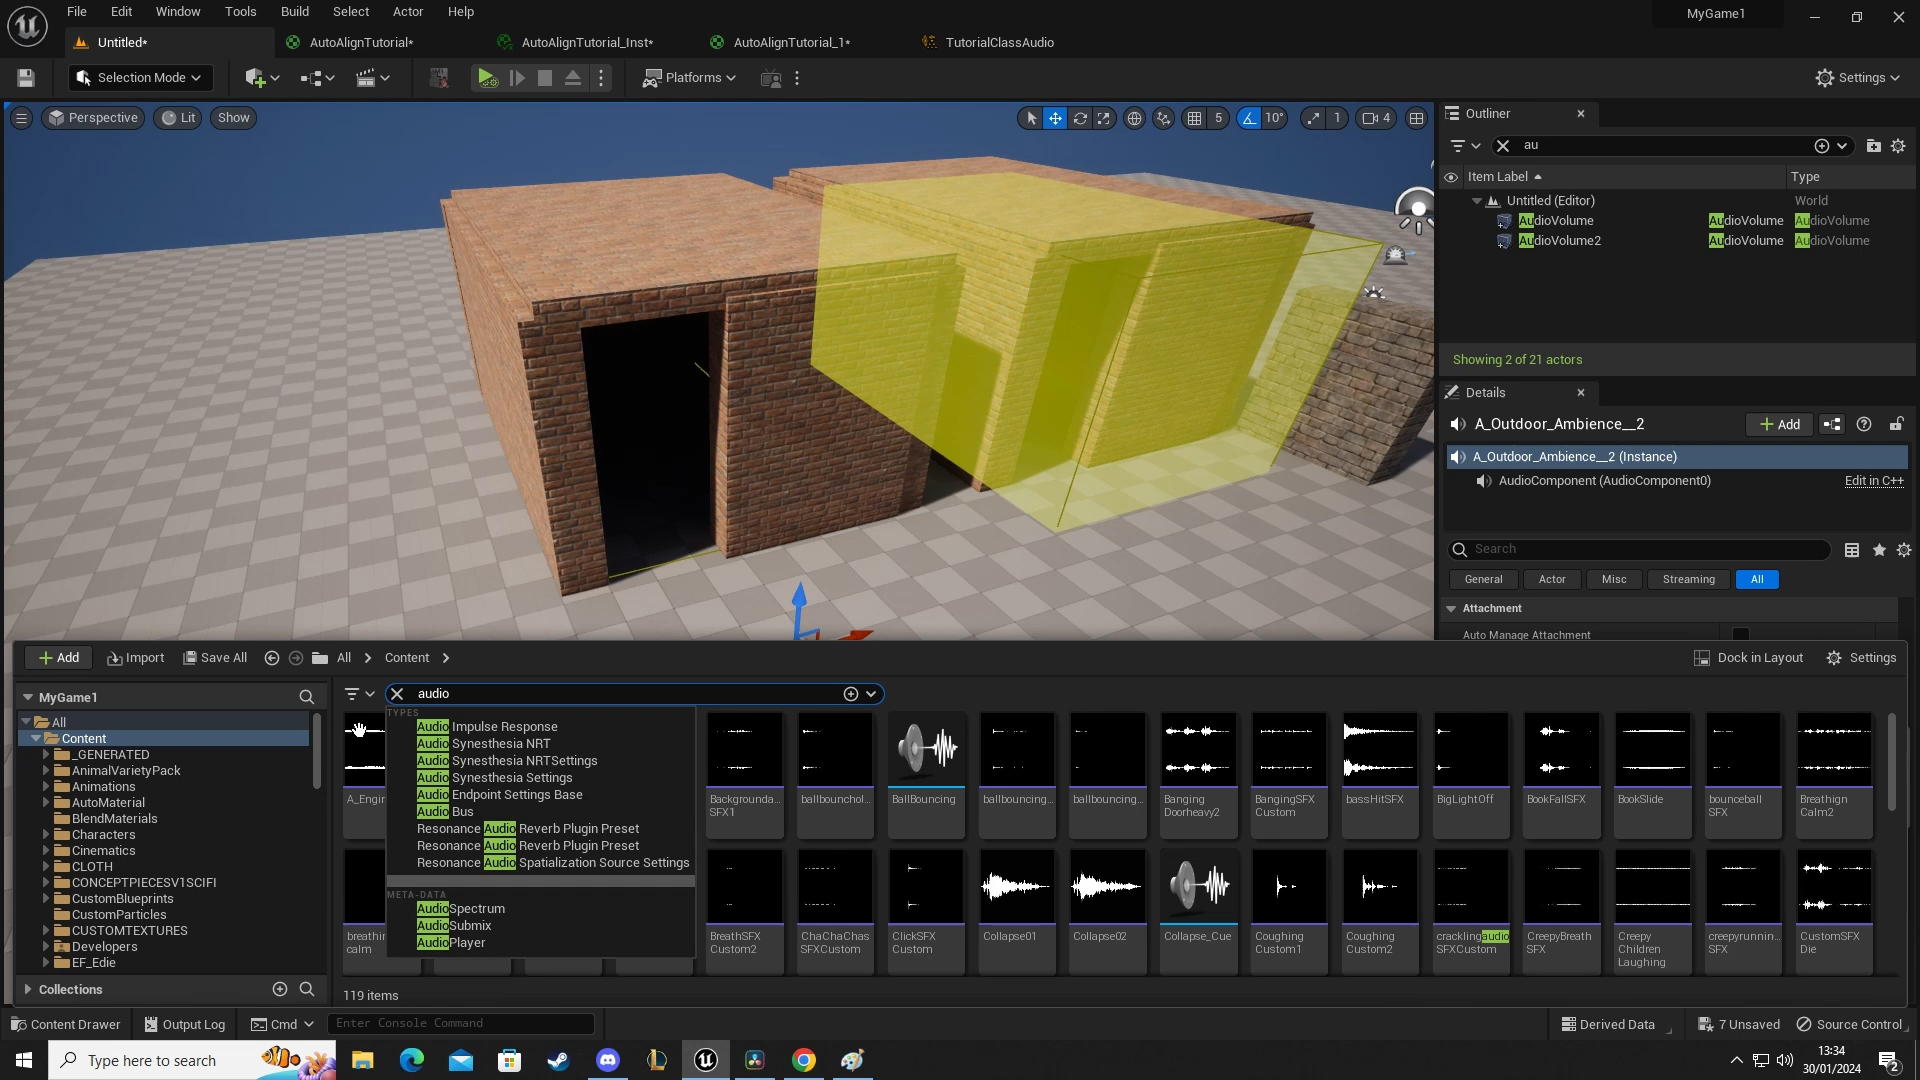 File Edit Window Tools Build Select Actor Help
MyGame1
Untitled*
AutoAlignTutorial*
AutoAlignTutorial_Inst*
AutoAlignTutorial_1*
TutorialClassAudio
Selection Mode
Platforms
Settings
Perspective
Lit
Show
5
10°
1
4
Outliner
au
Item Label
Type
Untitled (Editor)
World
AudioVolume
AudioVolume
AudioVolume
AudioVolume2
AudioVolume
AudioVolume
Showing 2 of 21 actors
Details
A_Outdoor_Ambience__2
Add
A_Outdoor_Ambience__2 (Instance)
AudioComponent (AudioComponent0)
Edit in C++
Search
General
Actor
Misc
Streaming
All
Attachment
Auto Manage Attachment
Add
Import
Save All
All
Content
Dock in Layout
Settings
MyGame1
All
Content
_GENERATED
AnimalVarietyPack
Animations
AutoMaterial
BlendMaterials
Characters
Cinematics
CLOTH
CONCEPTPIECESV1SCIFI
CustomBlueprints
CustomParticles
CUSTOMTEXTURES
Developers
EF_Edie
Collections
audio
TYPES
Audio Impulse Response
Audio Synesthesia NRT
Audio Synesthesia NRTSettings
Audio Synesthesia Settings
Audio Endpoint Settings Base
Audio Bus
Resonance Audio Reverb Plugin Preset
Resonance Audio Reverb Plugin Preset
Resonance Audio Spatialization Source Settings
META-DATA
AudioSpectrum
AudioSubmix
AudioPlayer
A_Engin
Backgrounda...
SFX1
ballbounchol...
BallBouncing
ballbouncing...
ballbouncing...
Banging
Doorheavy2
BangingSFX
Custom
bassHitSFX
BigLightOff
BookFallSFX
BookSlide
bounceball
SFX
Breathign
Calm2
breathin
calm
BreathSFX
Custom2
ChaChaChas
SFXCustom
ClickSFX
Custom
Collapse01
Collapse02
Collapse_Cue
Coughing
Custom1
Coughing
Custom2
cracklingaudio
SFXCustom
CreepyBreath
SFX
Creepy
Children
Laughing
creepyrunnin...
SFX
CustomSFX
Die
119 items
Content Drawer
Output Log
Cmd
Enter Console Command
Derived Data
7 Unsaved
Source Control
Type here to search
13:34
30/01/2024
2